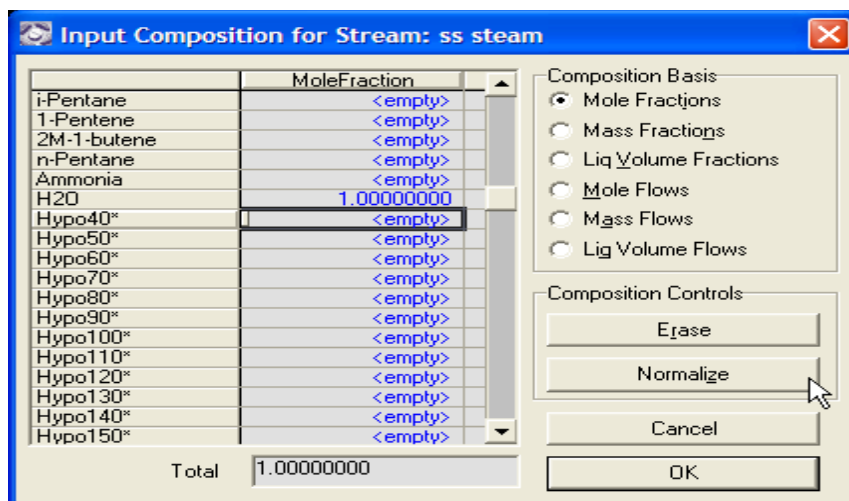 Input Composition for Stream: ss steam
MoleFraction
i-Pentane <empty>
1-Pentene <empty>
2M-1-butene <empty>
n-Pentane <empty>
Ammonia <empty>
H2O 1.00000000
Hypo40* <empty>
Hypo50* <empty>
Hypo60* <empty>
Hypo70* <empty>
Hypo80* <empty>
Hypo90* <empty>
Hypo100* <empty>
Hypo110* <empty>
Hypo120* <empty>
Hypo130* <empty>
Hypo140* <empty>
Hypo150* <empty>
Total 1.00000000
Composition Basis
Mole Fractions
Mass Fractions
Liq Volume Fractions
Mole Flows
Mass Flows
Liq Volume Flows
Composition Controls
Erase
Normalize
Cancel
OK